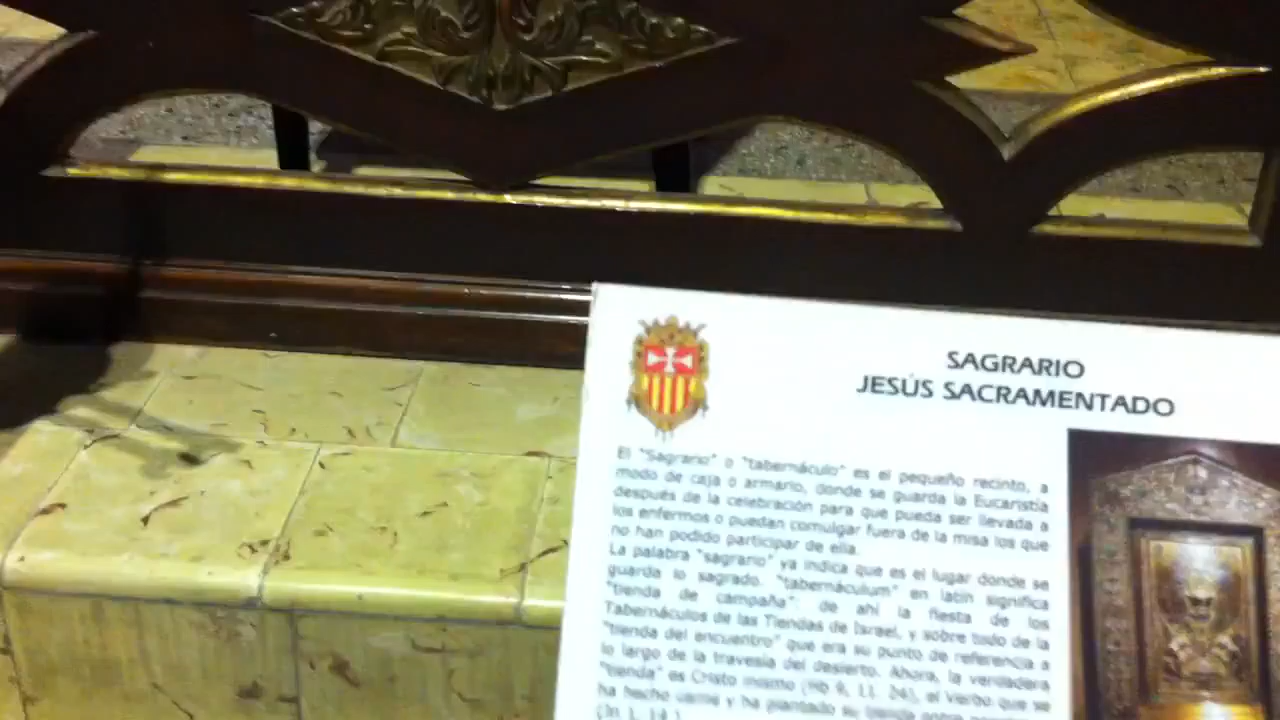 SAGRARIO
JESÚS SACRAMENTADO
El "Sagrario" o "tabernáculo" es el pequeño recinto, a
modo de caja o armario, donde se guarda la Eucaristía
después de la celebración para que pueda ser llevada a
los enfermos o puedan comulgar fuera de la misa los que
no han podido participar de ella.
La palabra "sagrario" ya indica que es el lugar donde se
guarda lo sagrado. "tabernáculum" en latín significa
"tienda de campaña": de ahí la fiesta de los
Tabernáculos de las Tiendas de Israel, y sobre todo de la
"tienda del encuentro" que era su punto de referencia a
lo largo de la travesía del desierto. Ahora, la verdadera
"tienda" es Cristo mismo (Hb 9, 11. 24), el Verbo que se
ha hecho carne y ha plantado su tienda entre
(Jn 1, 14)